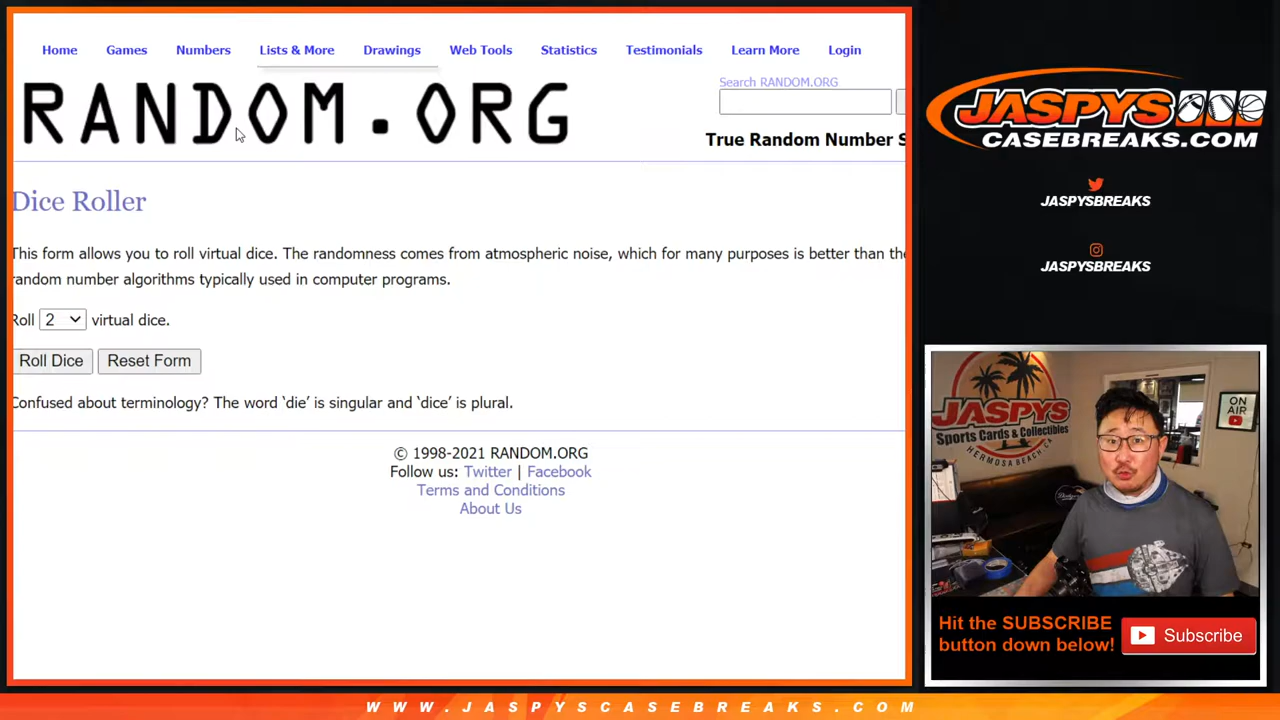 Home Games Numbers Lists & More Drawings Web Tools Statistics Testimonials Learn More Login
RANDOM.ORG
Search RANDOM.ORG
True Random Number S
Dice Roller
This form allows you to roll virtual dice. The randomness comes from atmospheric noise, which for many purposes is better than the
random number algorithms typically used in computer programs.
Roll 2 virtual dice.
Roll Dice Reset Form
Confused about terminology? The word ‘die’ is singular and ‘dice’ is plural.
© 1998-2021 RANDOM.ORG
Follow us: Twitter | Facebook
Terms and Conditions
About Us
JASPYS
CASEBREAKS.COM
JASPYSBREAKS
JASPYSBREAKS
JASPYS
Sports Cards & Collectibles
HERMOSA BEACH, CA
ON
AIR
Hit the SUBSCRIBE
button down below!
Subscribe
WWW.JASPYSCASEBREAKS.COM